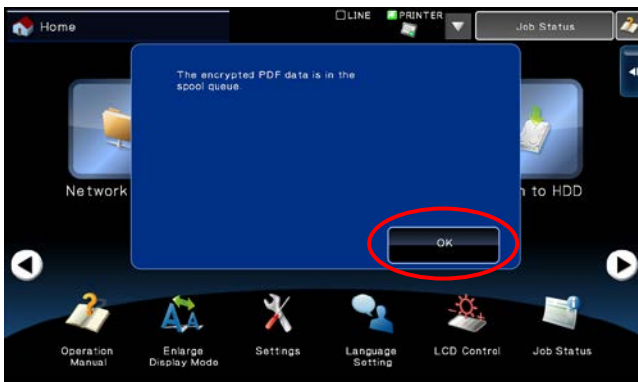 Home
LINE
PRINTER
Job Status
The encrypted PDF data is in the
spool queue.
Network
n to HDD
OK
Operation
Manual
Enlarge
Display Mode
Settings
Language
Setting
LCD Control
Job Status